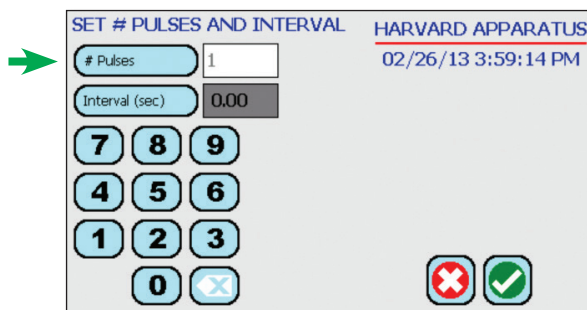 SET # PULSES AND INTERVAL
HARVARD APPARATUS
02/26/13 3:59:14 PM
# Pulses 1
Interval (sec) 0.00
7 8 9
4 5 6
1 2 3
0